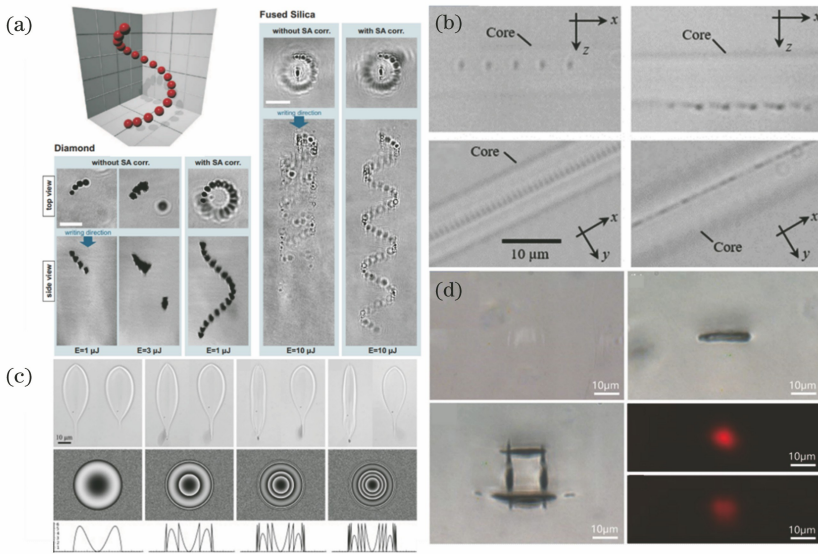 (a)
Fused Silica
without SA corr.
with SA corr.
writing direction
Diamond
without SA corr.
with SA corr.
top view
writing direction
side view
E=1 μJ
E=3 μJ
E=1 μJ
E=10 μJ
E=10 μJ
(b)
Core
x
z
Core
x
z
Core
10 μm
x
y
Core
x
y
(c)
10 μm
(d)
10μm
10μm
10μm
10μm
10μm